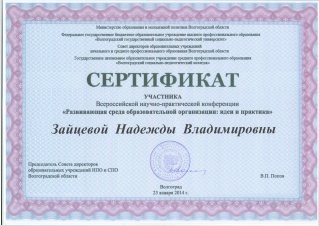 Министерство образования и молодежной политики Волгоградской области
Федеральное государственное бюджетное образовательное учреждение высшего профессионального образования
«Волгоградский государственный социально-педагогический университет»
Совет директоров образовательных учреждений
начального и среднего профессионального образования Волгоградской области
Государственное автономное образовательное учреждение среднего профессионального образования
«Волгоградский социально-педагогический колледж»
СЕРТИФИКАТ
УЧАСТНИКА
Всероссийской научно-практической конференции
«Развивающая среда образовательной организации: идеи и практика»
Зайцевой Надежды Владимировны
Председатель Совета директоров
образовательных учреждений НПО и СПО
Волгоградской области
В.П. Попов
Волгоград
23 января 2014 г.